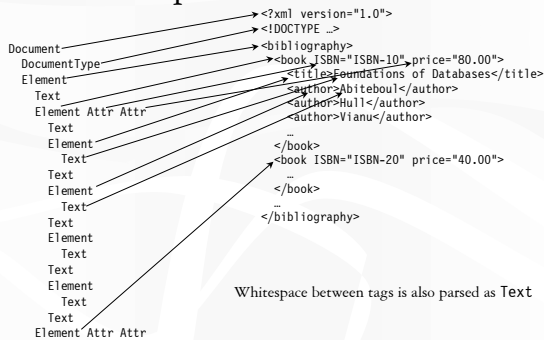 <?xml version="1.0">
<!DOCTYPE …>
<bibliography>
<book ISBN="ISBN-10" price="80.00">
<title>Foundations of Databases</title>
<author>Abiteboul</author>
<author>Hull</author>
<author>Vianu</author>
…
</book>
<book ISBN="ISBN-20" price="40.00">
…
</book>
…
</bibliography>
Document
DocumentType
Element
Text
Element Attr Attr
Text
Element
Text
Text
Element
Text
Text
Element
Text
Text
Element
Text
Text
Element Attr Attr
Whitespace between tags is also parsed as Text